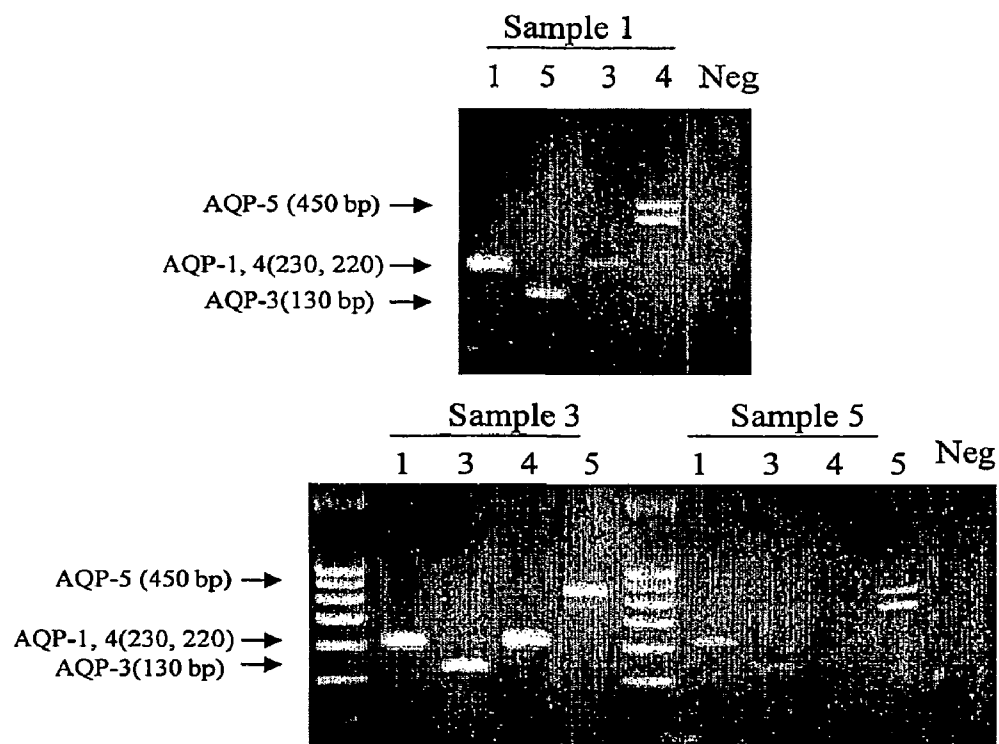 Sample 1
1 5 3 4 Neg
AQP-5 (450 bp)
AQP-1, 4(230, 220)
AQP-3(130 bp)
Sample 3 Sample 5
1 3 4 5 1 3 4 5 Neg
AQP-5 (450 bp)
AQP-1, 4(230, 220)
AQP-3(130 bp)